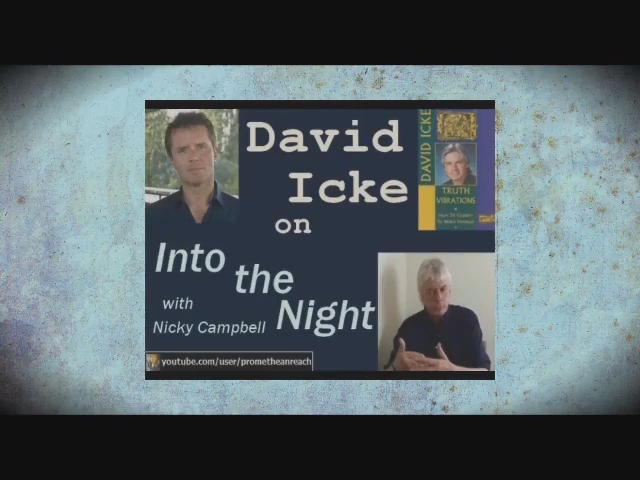 David
Icke
on
Into
the
Night
with
Nicky Campbell
DAVID ICKE
TRUTH
VIBRATIONS
youtube.com/user/prometheanreach